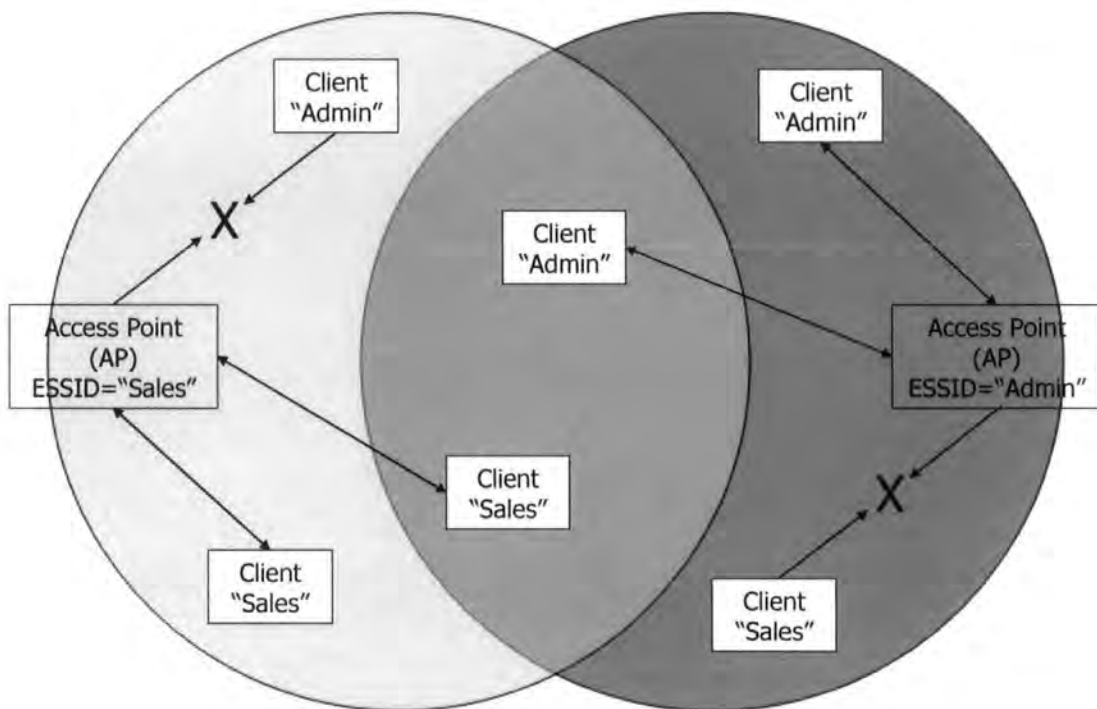 Client
“Admin”
Client
“Admin”
X
Client
“Admin”
Access Point
(AP)
ESSID=“Sales”
Access Point
(AP)
ESSID=“Admin”
Client
“Sales”
X
Client
“Sales”
Client
“Sales”